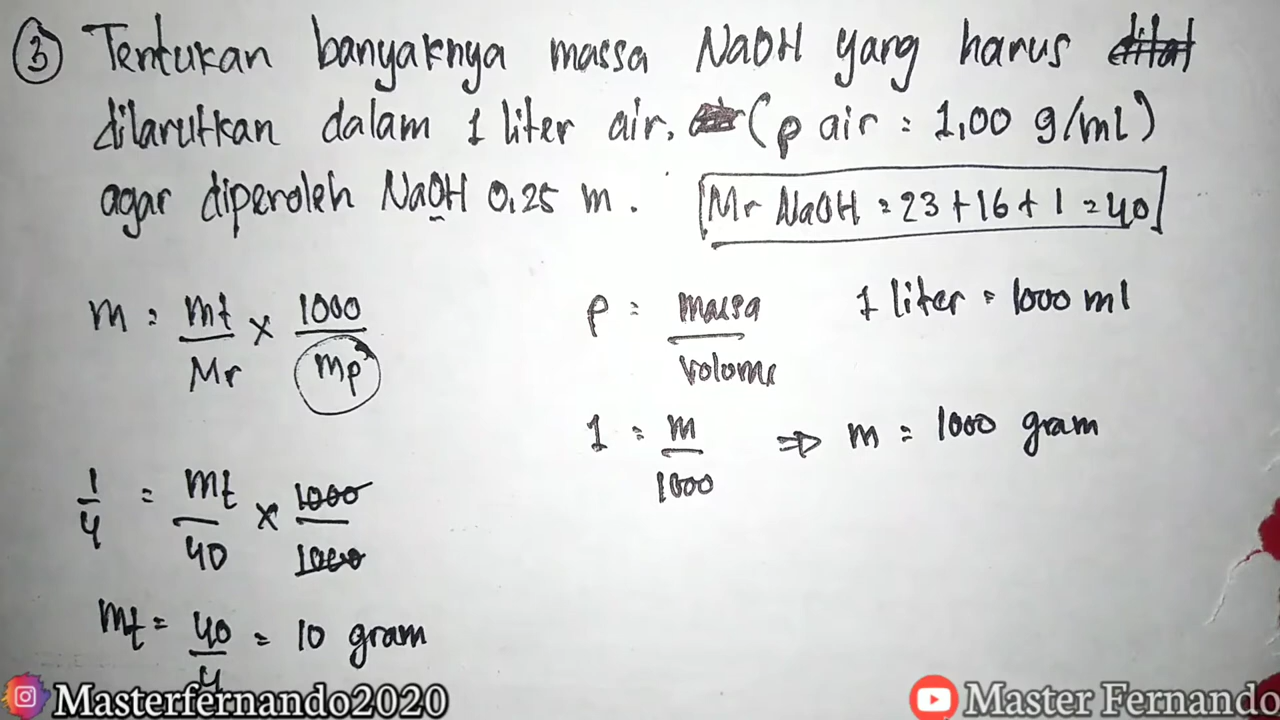 3 Tentukan banyaknya massa NaOH yang harus
dilarutkan dalam 1 liter air. (ρ air = 1,00 g/ml)
agar diperoleh NaOH 0,25 m.
Mr NaOH = 23 + 16 + 1 = 40
m = mt/Mr × 1000/mp
1/4 = mt/40 × 1000/1000
mt = 40/4 = 10 gram
ρ = massa/volume
1 liter = 1000 ml
1 = m/1000 => m = 1000 gram
Masterfernando2020
Master Fernando